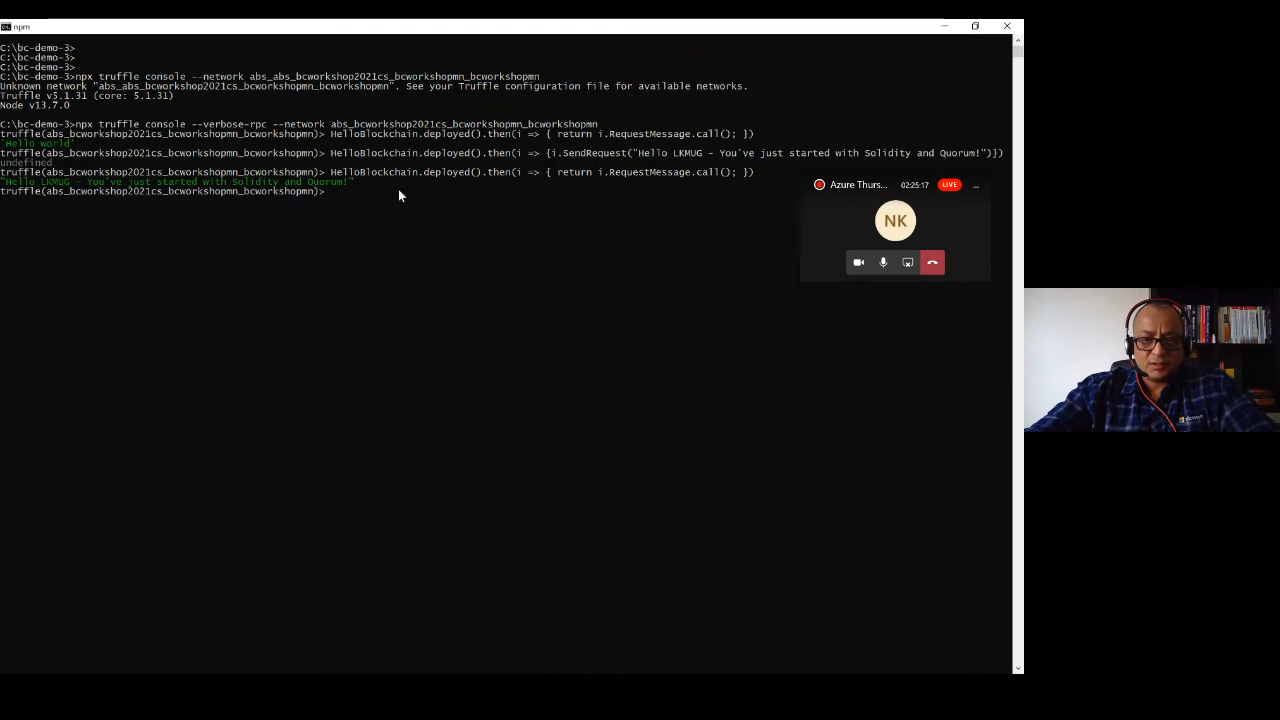 npm
C:\bc-demo-3>
C:\bc-demo-3>
C:\bc-demo-3>
C:\bc-demo-3>npx truffle console --network abs_abs_bcworkshop2021cs_bcworkshopmn_bcworkshopmn
Unknown network "abs_abs_bcworkshop2021cs_bcworkshopmn_bcworkshopmn". See your Truffle configuration file for available networks.
Truffle v5.1.31 (core: 5.1.31)
Node v13.7.0
C:\bc-demo-3>npx truffle console --verbose-rpc --network abs_bcworkshop2021cs_bcworkshopmn_bcworkshopmn
truffle(abs_bcworkshop2021cs_bcworkshopmn_bcworkshopmn)> HelloBlockchain.deployed().then(i => { return i.RequestMessage.call(); })
'Hello world'
truffle(abs_bcworkshop2021cs_bcworkshopmn_bcworkshopmn)> HelloBlockchain.deployed().then(i => {i.SendRequest("Hello LKMUG - You've just started with Solidity and Quorum!")})
undefined
truffle(abs_bcworkshop2021cs_bcworkshopmn_bcworkshopmn)> HelloBlockchain.deployed().then(i => { return i.RequestMessage.call(); })
"Hello LKMUG - You've just started with Solidity and Quorum!"
truffle(abs_bcworkshop2021cs_bcworkshopmn_bcworkshopmn)>
Azure Thurs... 02:25:17 LIVE
NK
Microsoft